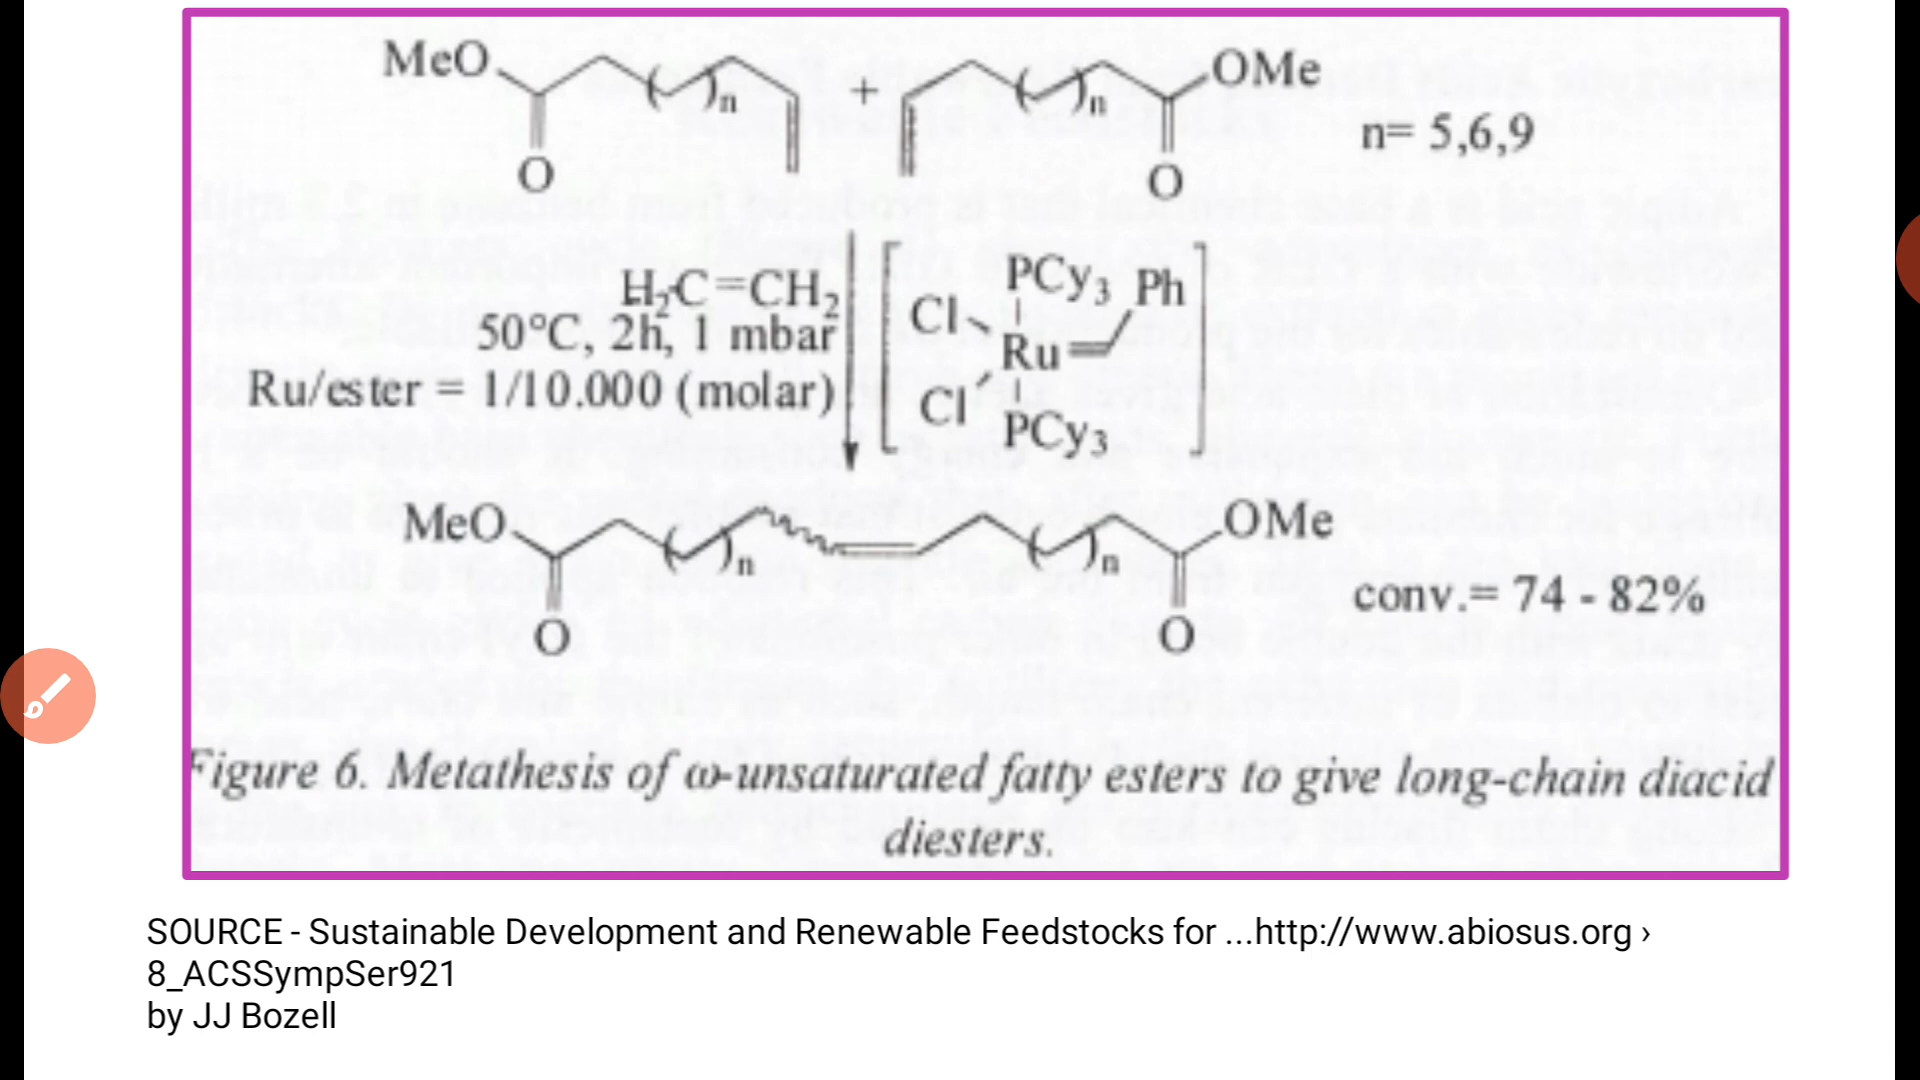 MeO OMe
+
n n
n= 5,6,9
O O
H2C=CH2
50°C, 2h, 1 mbar
Ru/ester = 1/10.000 (molar)
PCy3 Ph
Cl
Ru
Cl
PCy3
MeO OMe
n n
conv.= 74 - 82%
O O
Figure 6. Metathesis of ω-unsaturated fatty esters to give long-chain diacid
diesters.
SOURCE - Sustainable Development and Renewable Feedstocks for ...http://www.abiosus.org ›
8_ACSSympSer921
by JJ Bozell